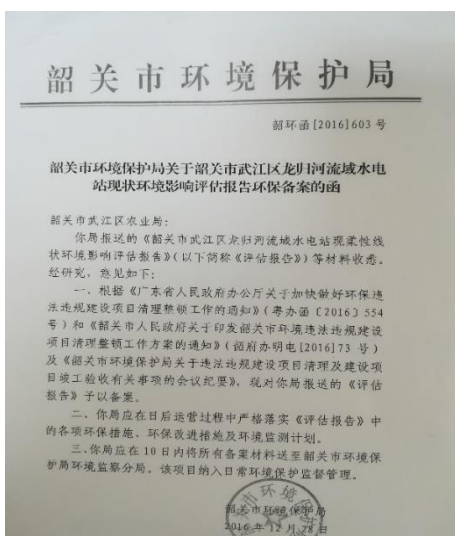 韶关市环境保护局
韶环函[2016]603 号
韶关市环境保护局关于韶关市武江区龙归河流域水电
站现状环境影响评估报告环保备案的函
韶关市武江区农业局:
你局报送的《韶关市武江区龙归河流域水电站现柔性线
状环境影响评估报告》(以下简称《评估报告》)等材料收悉。
经研究,意见如下:
一、根据《广东省人民政府办公厅关于加快做好环保违
法违规建设项目清理整顿工作的通知》(粤办函〔2016〕554
号)和《韶关市人民政府关于印发韶关市环境违法违规建设
项目清理整顿工作方案的通知》(韶府办明电[2016]73 号)
及《韶关市环境保护局关于违法违规建设项目清理及建设项
目竣工验收有关事项的会议纪要》,现对你局报送的《评估
报告》予以备案。
二、你局应在日后运营过程中严格落实《评估报告》中
的各项环保措施、环保改进措施及环境监测计划。
三、你局应在 10 日内将所有备案材料送至韶关市环境保
护局环境监察分局。该项目纳入日常环境保护监督管理。
韶关市环境保护局
2016 年 12 月 28 日